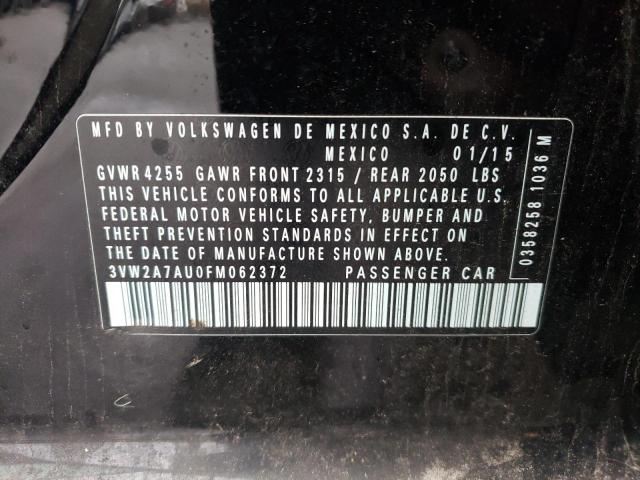 MFD BY VOLKSWAGEN DE MEXICO S.A. DE C.V.
MEXICO 01/15
GVWR 4255 GAWR FRONT 2315 / REAR 2050 LBS
THIS VEHICLE CONFORMS TO ALL APPLICABLE U.S.
FEDERAL MOTOR VEHICLE SAFETY, BUMPER AND
THEFT PREVENTION STANDARDS IN EFFECT ON
THE DATE OF MANUFACTURE SHOWN ABOVE.
3VW2A7AU0FM062372 PASSENGER CAR
0358258 1036 M